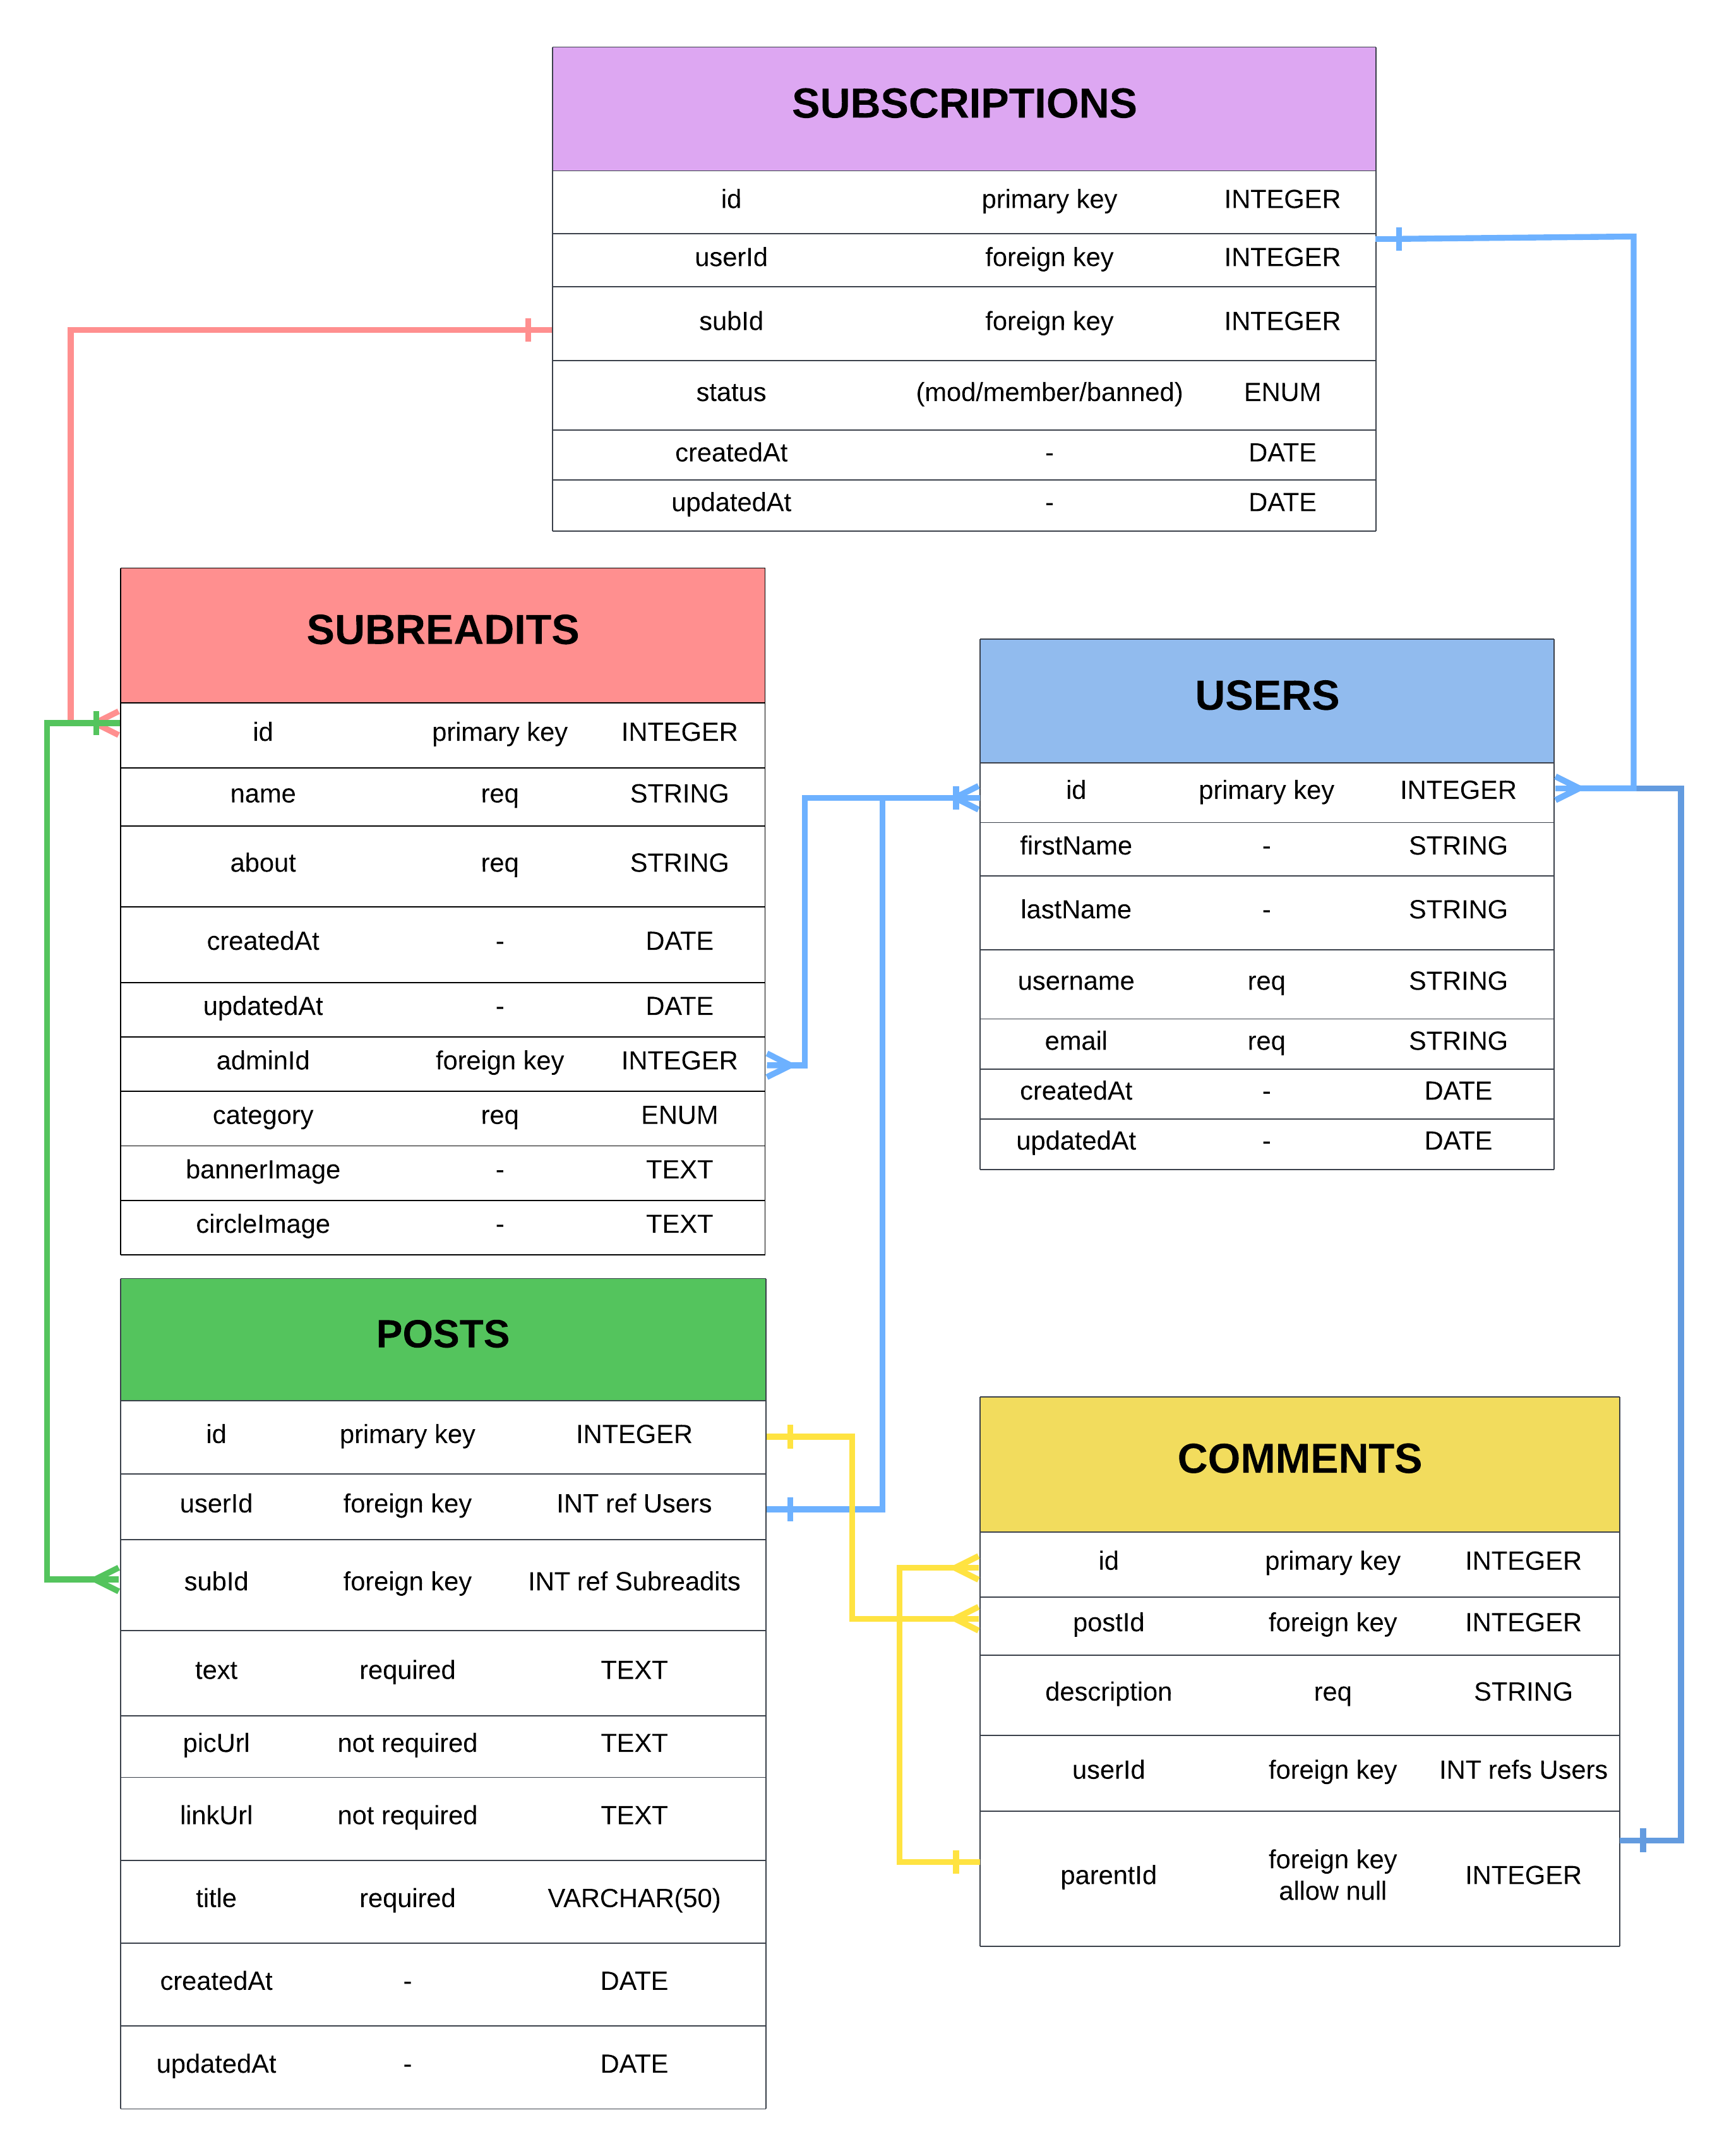 SUBSCRIPTIONS
id primary key INTEGER
userId foreign key INTEGER
subId foreign key INTEGER
status (mod/member/banned) ENUM
createdAt - DATE
updatedAt - DATE
SUBREADITS
id primary key INTEGER
name req STRING
about req STRING
createdAt - DATE
updatedAt - DATE
adminId foreign key INTEGER
category req ENUM
bannerImage - TEXT
circleImage - TEXT
USERS
id primary key INTEGER
firstName - STRING
lastName - STRING
username req STRING
email req STRING
createdAt - DATE
updatedAt - DATE
POSTS
id primary key INTEGER
userId foreign key INT ref Users
subId foreign key INT ref Subreadits
text required TEXT
picUrl not required TEXT
linkUrl not required TEXT
title required VARCHAR(50)
createdAt - DATE
updatedAt - DATE
COMMENTS
id primary key INTEGER
postId foreign key INTEGER
description req STRING
userId foreign key INT refs Users
parentId foreign key INTEGER
allow null